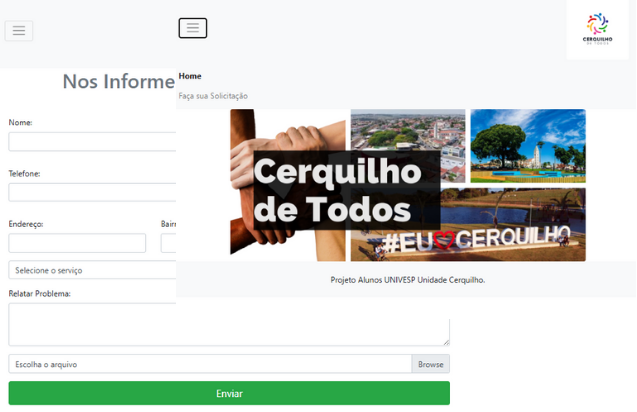 CERQUILHO
DE TODOS
Nos Informe
Home
Faça sua Solicitação
Nome:
Telefone:
Endereço:
Bairr
Selecione o serviço
Relatar Problema:
Escolha o arquivo
Browse
Enviar
Cerquilho
de Todos
#EU CERQUILHO
Projeto Alunos UNIVESP Unidade Cerquilho.